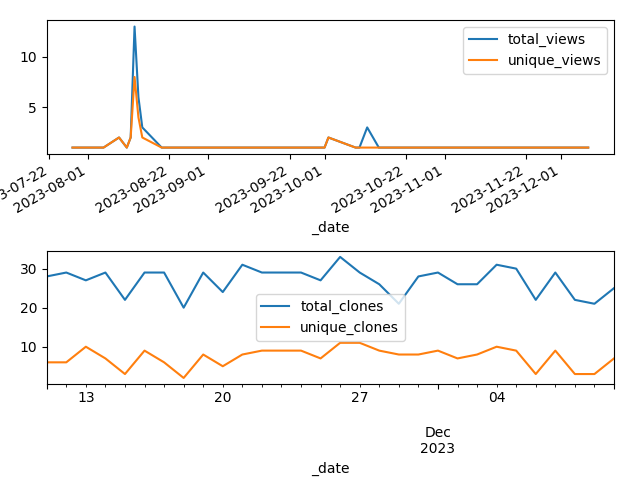 10
5
total_views
unique_views
3-07-22
2023-08-01
2023-08-22
2023-09-01
2023-09-22
2023-10-01
2023-10-22
2023-11-01
2023-11-22
2023-12-01
_date
30
20
10
total_clones
unique_clones
13
20
27
04
Dec
2023
_date